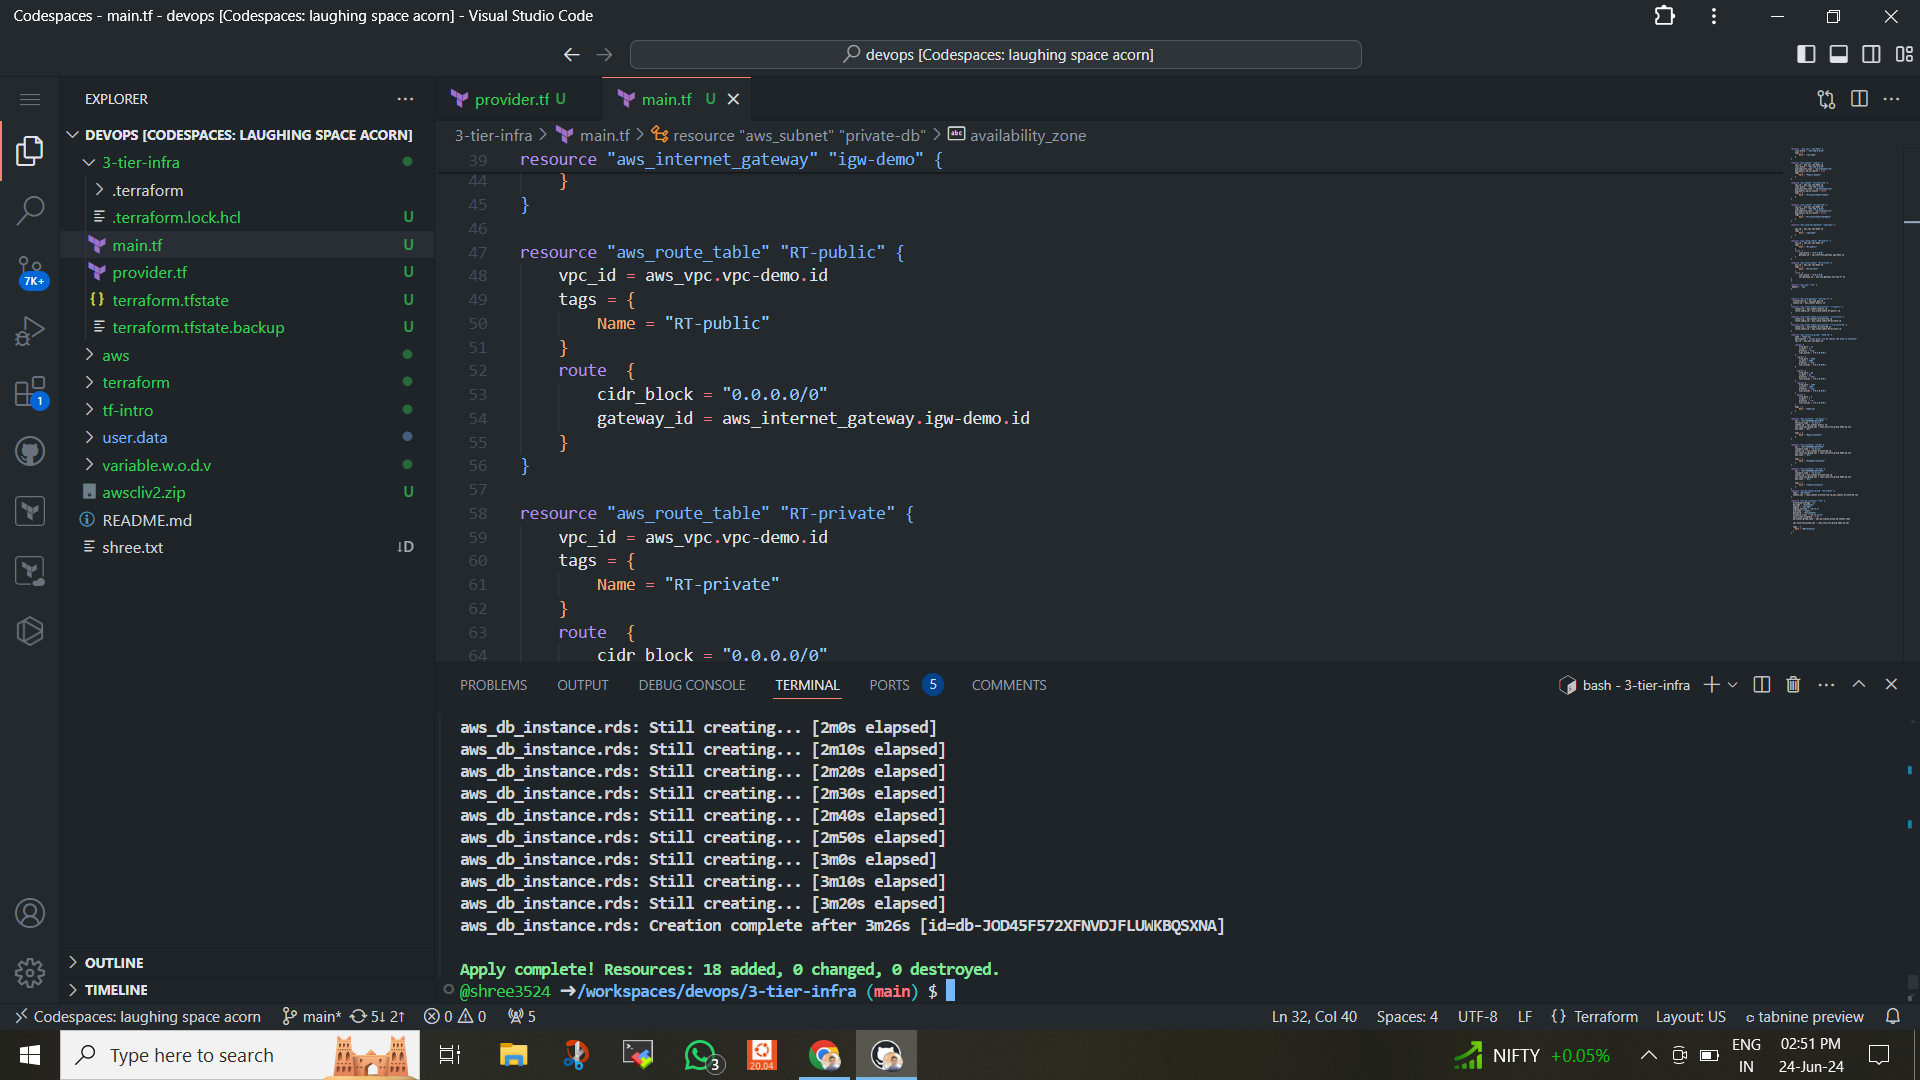 Codespaces - main.tf - devops [Codespaces: laughing space acorn] - Visual Studio Code
devops [Codespaces: laughing space acorn]
EXPLORER
DEVOPS [CODESPACES: LAUGHING SPACE ACORN]
3-tier-infra
.terraform
.terraform.lock.hcl U
main.tf U
provider.tf U
terraform.tfstate U
terraform.tfstate.backup U
aws
terraform
tf-intro
user.data
variable.w.o.d.v
awscliv2.zip U
README.md
shree.txt ↓D
OUTLINE
TIMELINE
7K+
1
provider.tf U
main.tf U
3-tier-infra > main.tf > resource "aws_subnet" "private-db" > availability_zone
39 resource "aws_internet_gateway" "igw-demo" {
44 }
45 }
46
47 resource "aws_route_table" "RT-public" {
48 vpc_id = aws_vpc.vpc-demo.id
49 tags = {
50 Name = "RT-public"
51 }
52 route {
53 cidr_block = "0.0.0.0/0"
54 gateway_id = aws_internet_gateway.igw-demo.id
55 }
56 }
57
58 resource "aws_route_table" "RT-private" {
59 vpc_id = aws_vpc.vpc-demo.id
60 tags = {
61 Name = "RT-private"
62 }
63 route {
64 cidr_block = "0.0.0.0/0"
PROBLEMS OUTPUT DEBUG CONSOLE TERMINAL PORTS 5 COMMENTS
bash - 3-tier-infra
aws_db_instance.rds: Still creating... [2m0s elapsed]
aws_db_instance.rds: Still creating... [2m10s elapsed]
aws_db_instance.rds: Still creating... [2m20s elapsed]
aws_db_instance.rds: Still creating... [2m30s elapsed]
aws_db_instance.rds: Still creating... [2m40s elapsed]
aws_db_instance.rds: Still creating... [2m50s elapsed]
aws_db_instance.rds: Still creating... [3m0s elapsed]
aws_db_instance.rds: Still creating... [3m10s elapsed]
aws_db_instance.rds: Still creating... [3m20s elapsed]
aws_db_instance.rds: Creation complete after 3m26s [id=db-JOD45F572XFNVDJFLUWKBQSXNA]
Apply complete! Resources: 18 added, 0 changed, 0 destroyed.
@shree3524 ➜/workspaces/devops/3-tier-infra (main) $
Codespaces: laughing space acorn main* 5↓ 2↑ 0 0 5
Ln 32, Col 40 Spaces: 4 UTF-8 LF {} Terraform Layout: US tabnine preview
Type here to search
3
20.04
NIFTY +0.05%
ENG
IN
02:51 PM
24-Jun-24